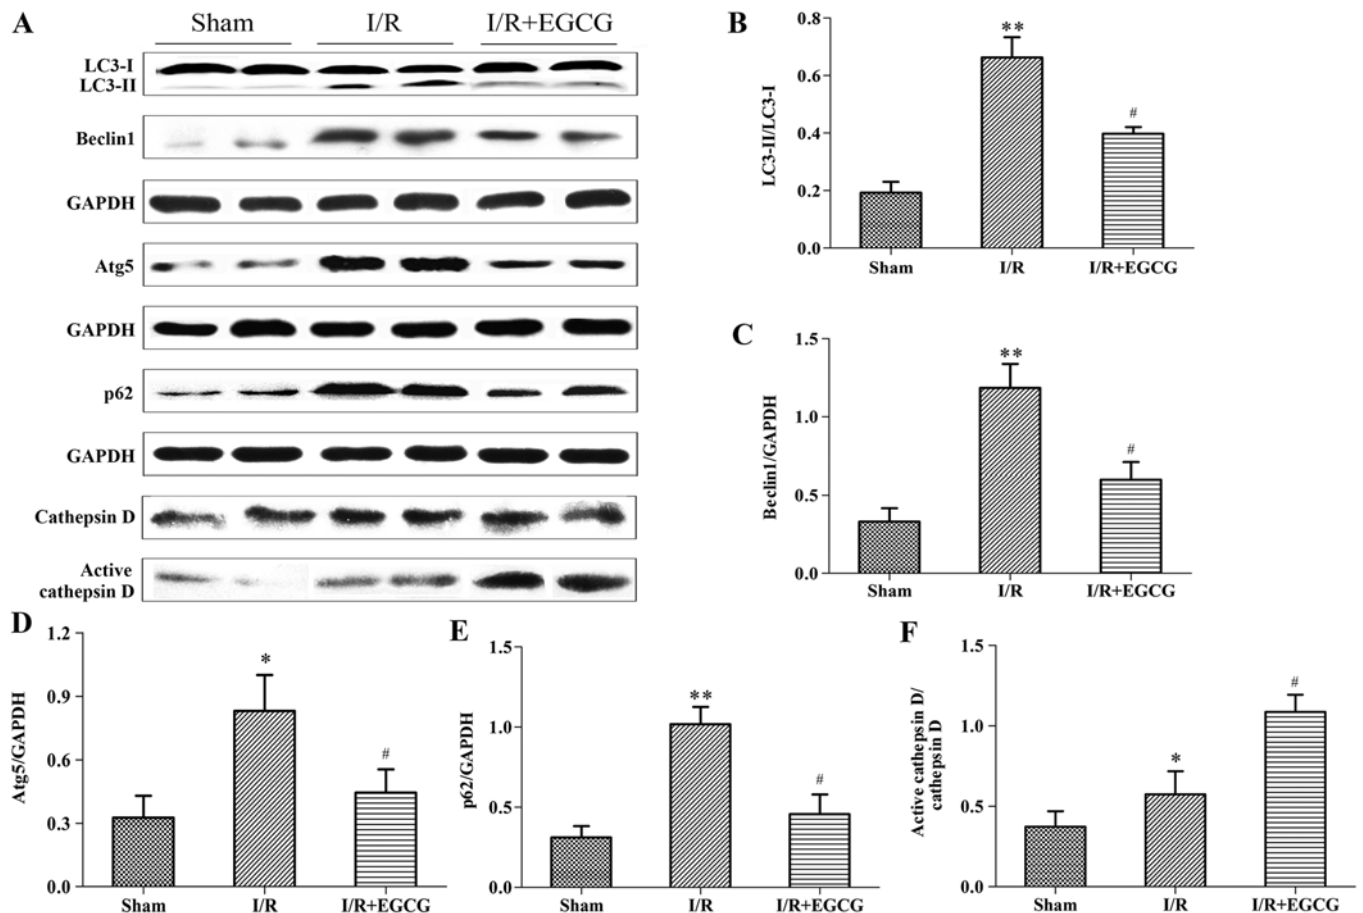 A
Sham I/R I/R+EGCG
LC3-I
LC3-II
Beclin1
GAPDH
Atg5
GAPDH
p62
GAPDH
Cathepsin D
Active
cathepsin D
B
LC3-II/LC3-I
0.8
0.6
0.4
0.2
0.0
**
#
Sham I/R I/R+EGCG
C
Beclin1/GAPDH
1.5
1.0
0.5
0.0
**
#
Sham I/R I/R+EGCG
D
Atg5/GAPDH
1.2
0.9
0.6
0.3
0.0
*
#
Sham I/R I/R+EGCG
E
p62/GAPDH
1.5
1.0
0.5
0.0
**
#
Sham I/R I/R+EGCG
F
Active cathepsin D/
cathepsin D
1.5
1.0
0.5
0.0
*
#
Sham I/R I/R+EGCG